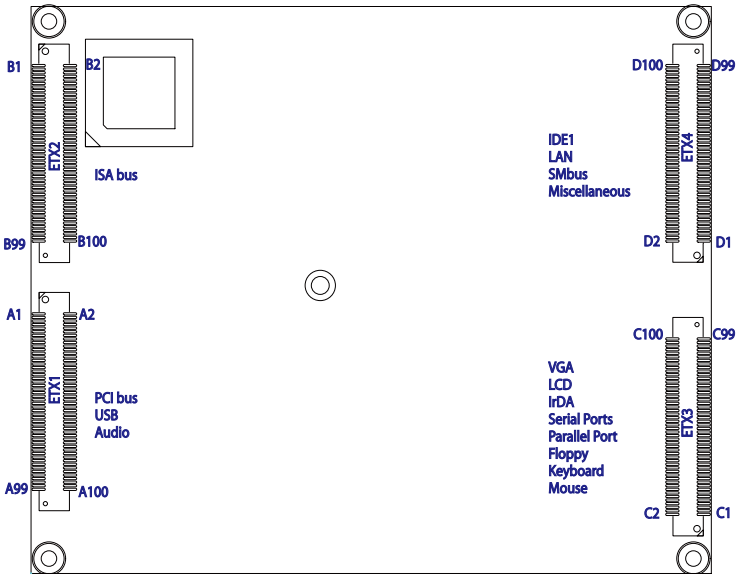 B1
B2
D100
D99
ETX2
ETX4
IDE1
LAN
SMbus
Miscellaneous
ISA bus
B99
B100
D2
D1
A1
A2
C100
C99
ETX1
ETX3
PCI bus
USB
Audio
VGA
LCD
IrDA
Serial Ports
Parallel Port
Floppy
Keyboard
Mouse
A99
A100
C2
C1